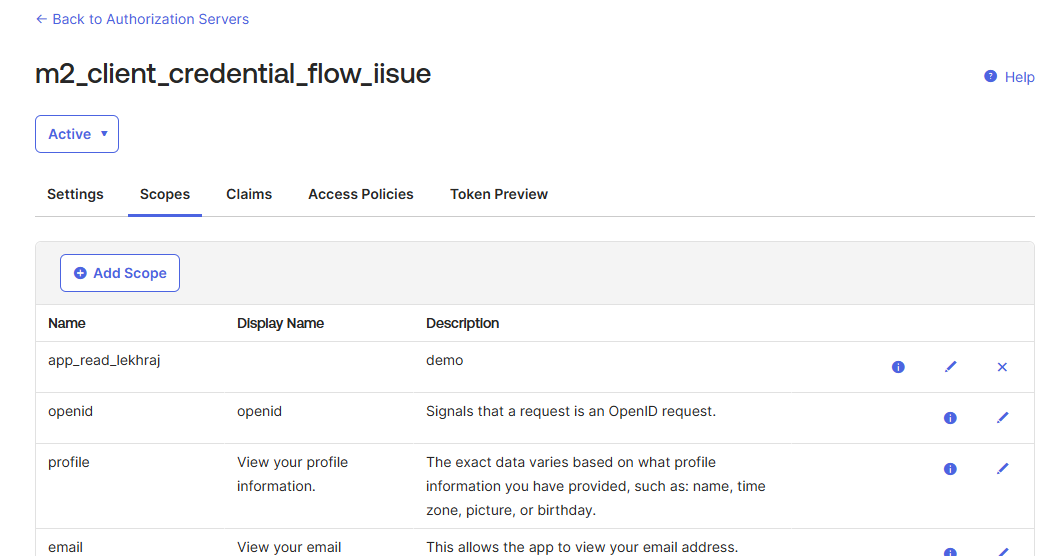 ← Back to Authorization Servers
m2_client_credential_flow_iisue
Help
Active
Settings Scopes Claims Access Policies Token Preview
Add Scope
Name Display Name Description
app_read_lekhraj demo
openid openid Signals that a request is an OpenID request.
profile View your profile The exact data varies based on what profile
information. information you have provided, such as: name, time
zone, picture, or birthday.
email View your email This allows the app to view your email address.